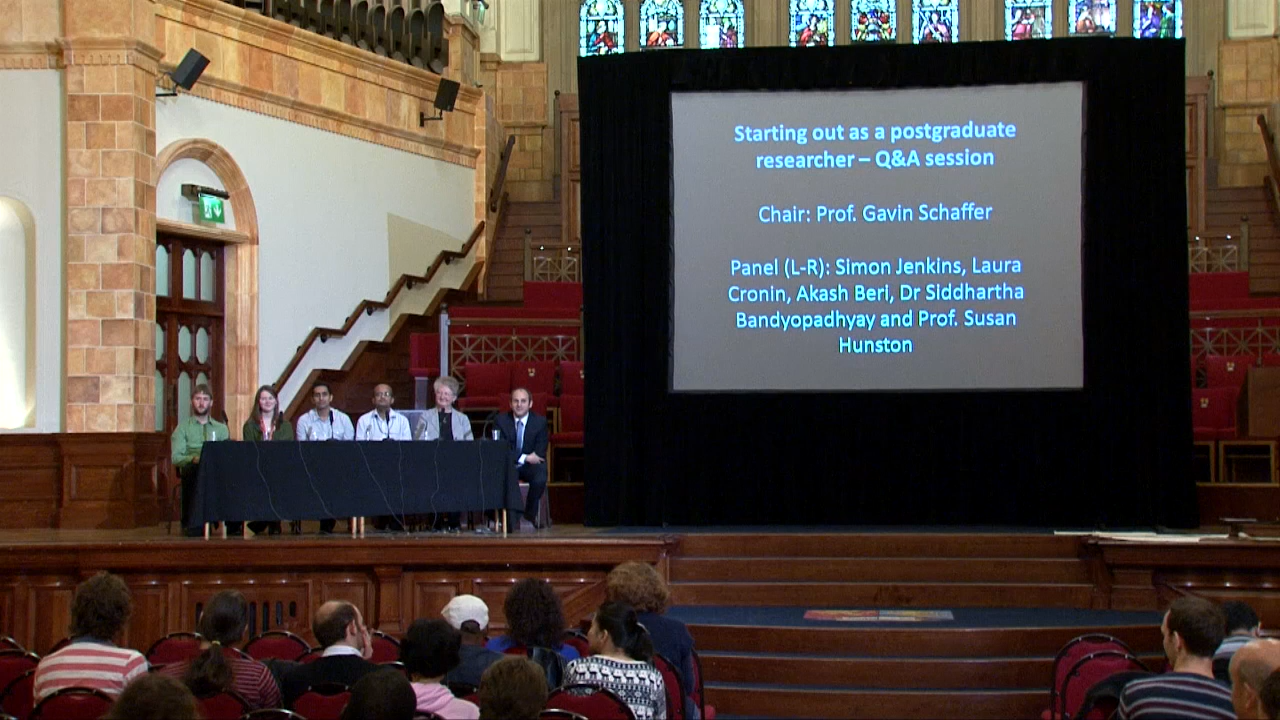 Starting out as a postgraduate
researcher – Q&A session
Chair: Prof. Gavin Schaffer
Panel (L-R): Simon Jenkins, Laura
Cronin, Akash Beri, Dr Siddhartha
Bandyopadhyay and Prof. Susan
Hunston